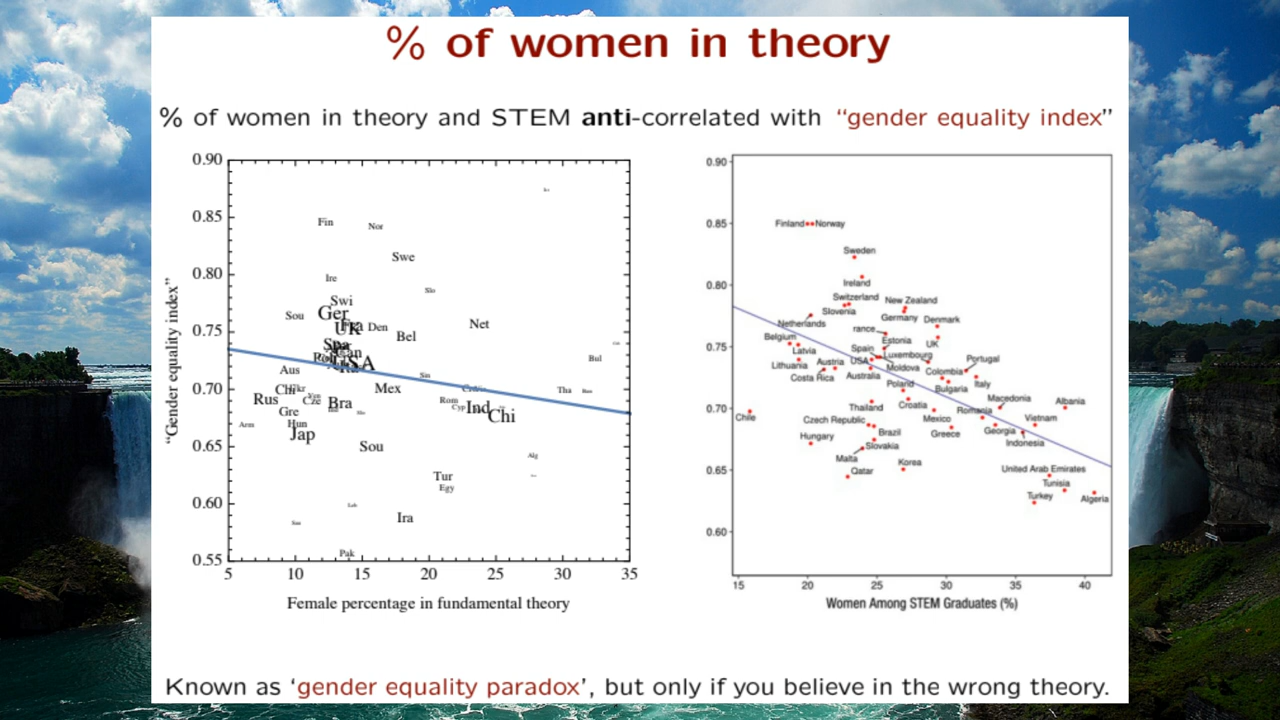 % of women in theory
% of women in theory and STEM anti-correlated with “gender equality index”
0.90
0.85
0.80
0.75
0.70
0.65
0.60
0.55
“Gender equality index”
Fin
Nor
Swe
Ire
Slo
Swi
Ger
Sou
UK
Den
Bel
Net
Spa
USA
Bul
Aus
Sin
Mex
Tha
Rus
Chi
Ukr
Cze
Bra
Rom
Cyp
Ind
Chi
Gre
Arm
Hun
Jap
Sou
Alg
Tur
Egy
Leb
Ira
Pak
5 10 15 20 25 30 35
Female percentage in fundamental theory
0.90
0.85
0.80
0.75
0.70
0.65
0.60
Finland Norway
Sweden
Ireland
Switzerland
New Zealand
Slovenia
Germany
Denmark
Netherlands
rance
Belgium
Estonia
UK
Latvia
Spain
Luxembourg
Portugal
Lithuania
Austria
USA
Moldova
Colombia
Costa Rica
Australia
Italy
Poland
Bulgaria
Macedonia
Albania
Thailand
Croatia
Romania
Chile
Czech Republic
Mexico
Vietnam
Hungary
Brazil
Greece
Georgia
Slovakia
Indonesia
Malta
Korea
Qatar
United Arab Emirates
Tunisia
Turkey
Algeria
15 20 25 30 35 40
Women Among STEM Graduates (%)
Known as ‘gender equality paradox’, but only if you believe in the wrong theory.